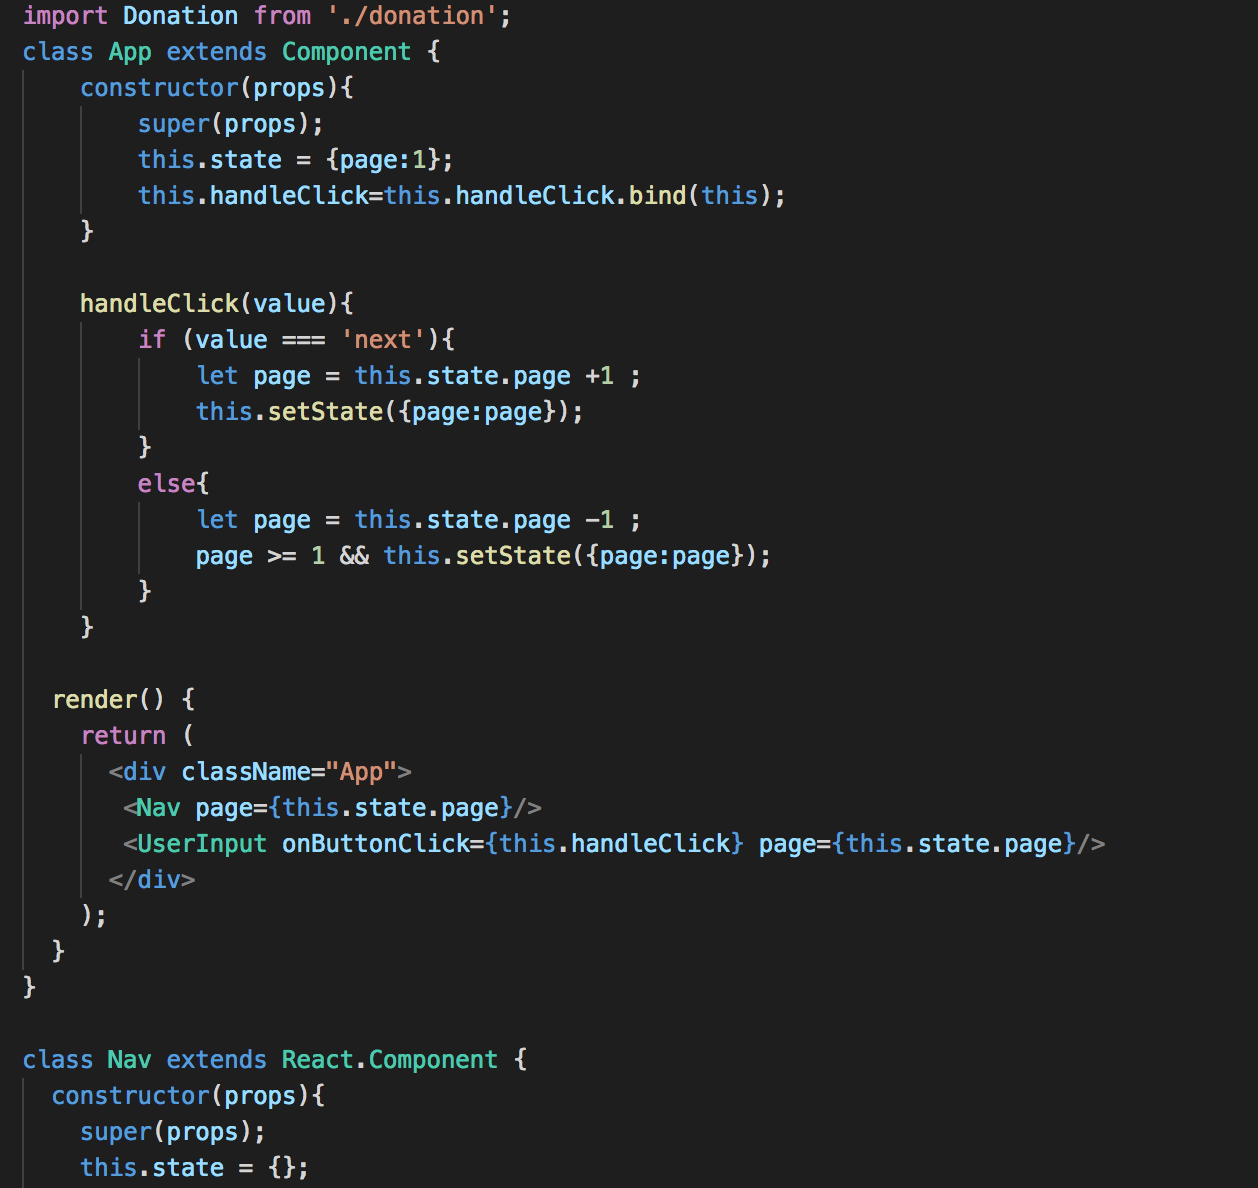 import Donation from './donation';
class App extends Component {
    constructor(props){
        super(props);
        this.state = {page:1};
        this.handleClick=this.handleClick.bind(this);
    }

    handleClick(value){
        if (value === 'next'){
            let page = this.state.page +1 ;
            this.setState({page:page});
        }
        else{
            let page = this.state.page -1 ;
            page >= 1 && this.setState({page:page});
        }
    }

  render() {
    return (
      <div className="App">
       <Nav page={this.state.page}/>
       <UserInput onButtonClick={this.handleClick} page={this.state.page}/>
      </div>
    );
  }
}

class Nav extends React.Component {
  constructor(props){
    super(props);
    this.state = {};